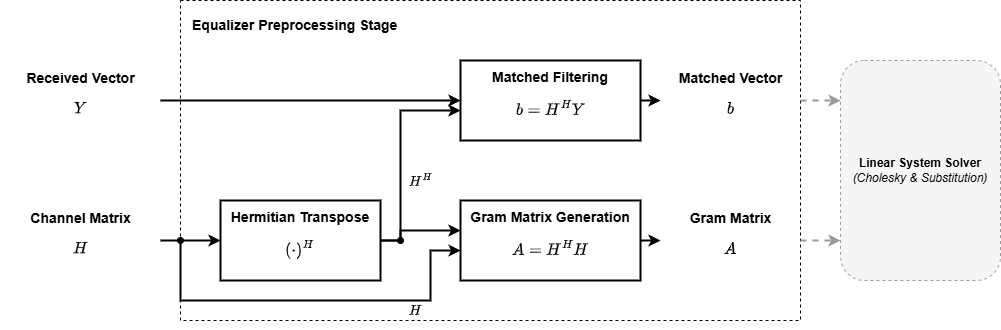 Equalizer Preprocessing Stage
Received Vector
Y
Matched Filtering
b = H^H Y
Matched Vector
b
H^H
Linear System Solver
(Cholesky & Substitution)
Channel Matrix
H
Hermitian Transpose
(·)^H
Gram Matrix Generation
A = H^H H
Gram Matrix
A
H